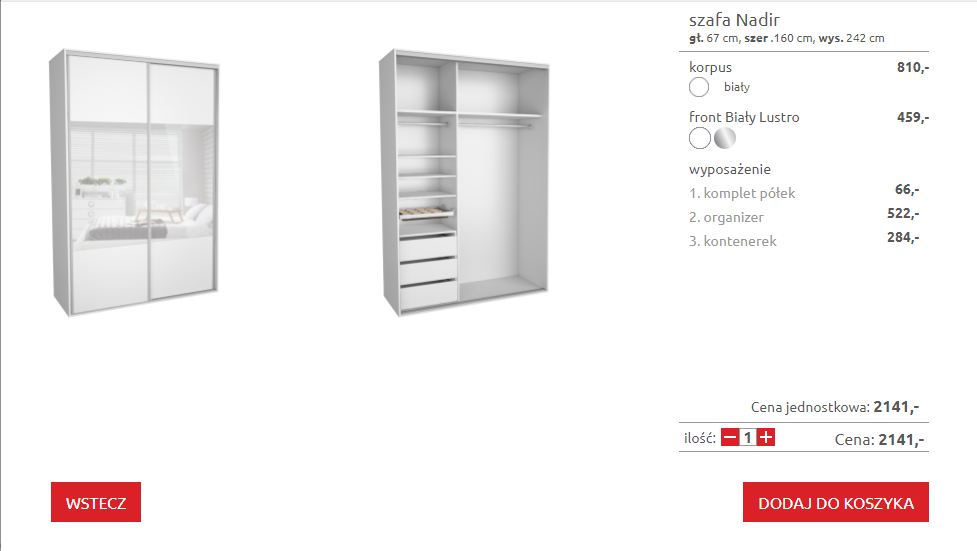 szafa Nadir
gł. 67 cm, szer .160 cm, wys. 242 cm
korpus 810,-
biały
front Biały Lustro 459,-
wyposażenie
1. komplet półek 66,-
2. organizer 522,-
3. kontenerek 284,-
Cena jednostkowa: 2141,-
ilość: − 1 + Cena: 2141,-
WSTECZ DODAJ DO KOSZYKA